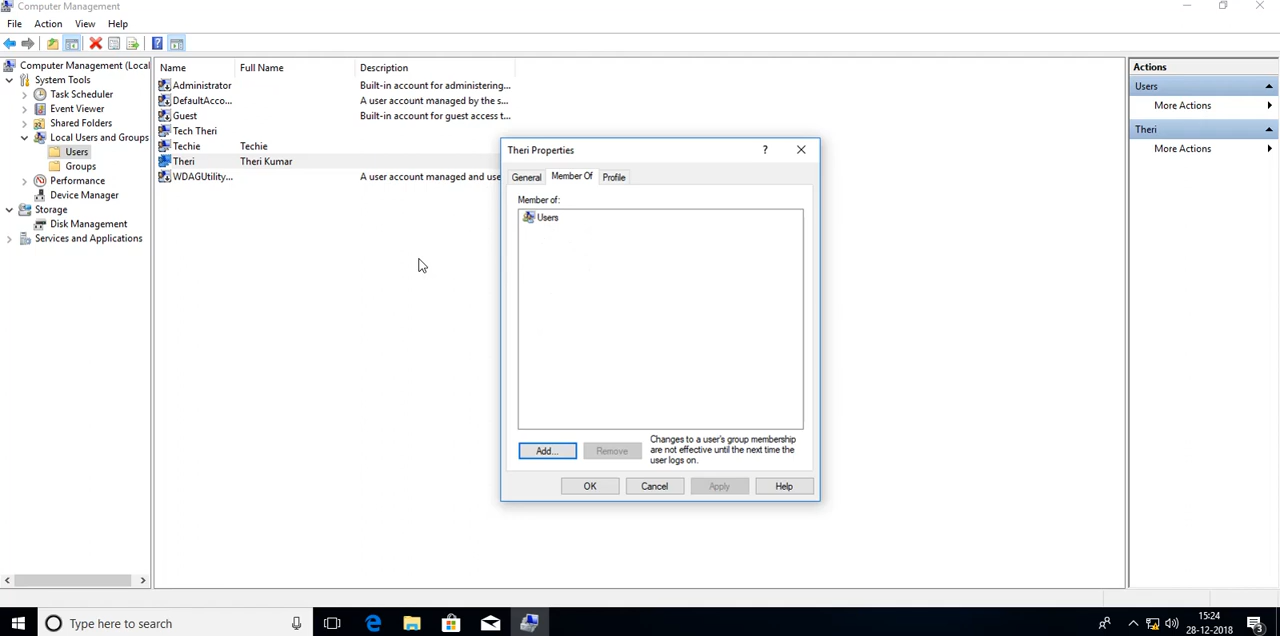 Computer Management
File Action View Help
Computer Management (Local
System Tools
Task Scheduler
Event Viewer
Shared Folders
Local Users and Groups
Users
Groups
Performance
Device Manager
Storage
Disk Management
Services and Applications
Name Full Name Description
Administrator Built-in account for administering...
DefaultAcco... A user account managed by the s...
Guest Built-in account for guest access t...
Tech Theri
Techie Techie
Theri Theri Kumar
WDAGUtility... A user account managed and use
Theri Properties ?
General Member Of Profile
Member of:
Users
Add... Remove
Changes to a user's group membership
are not effective until the next time the
user logs on.
OK Cancel Apply Help
Actions
Users
More Actions
Theri
More Actions
Type here to search
15:24
28-12-2018
3